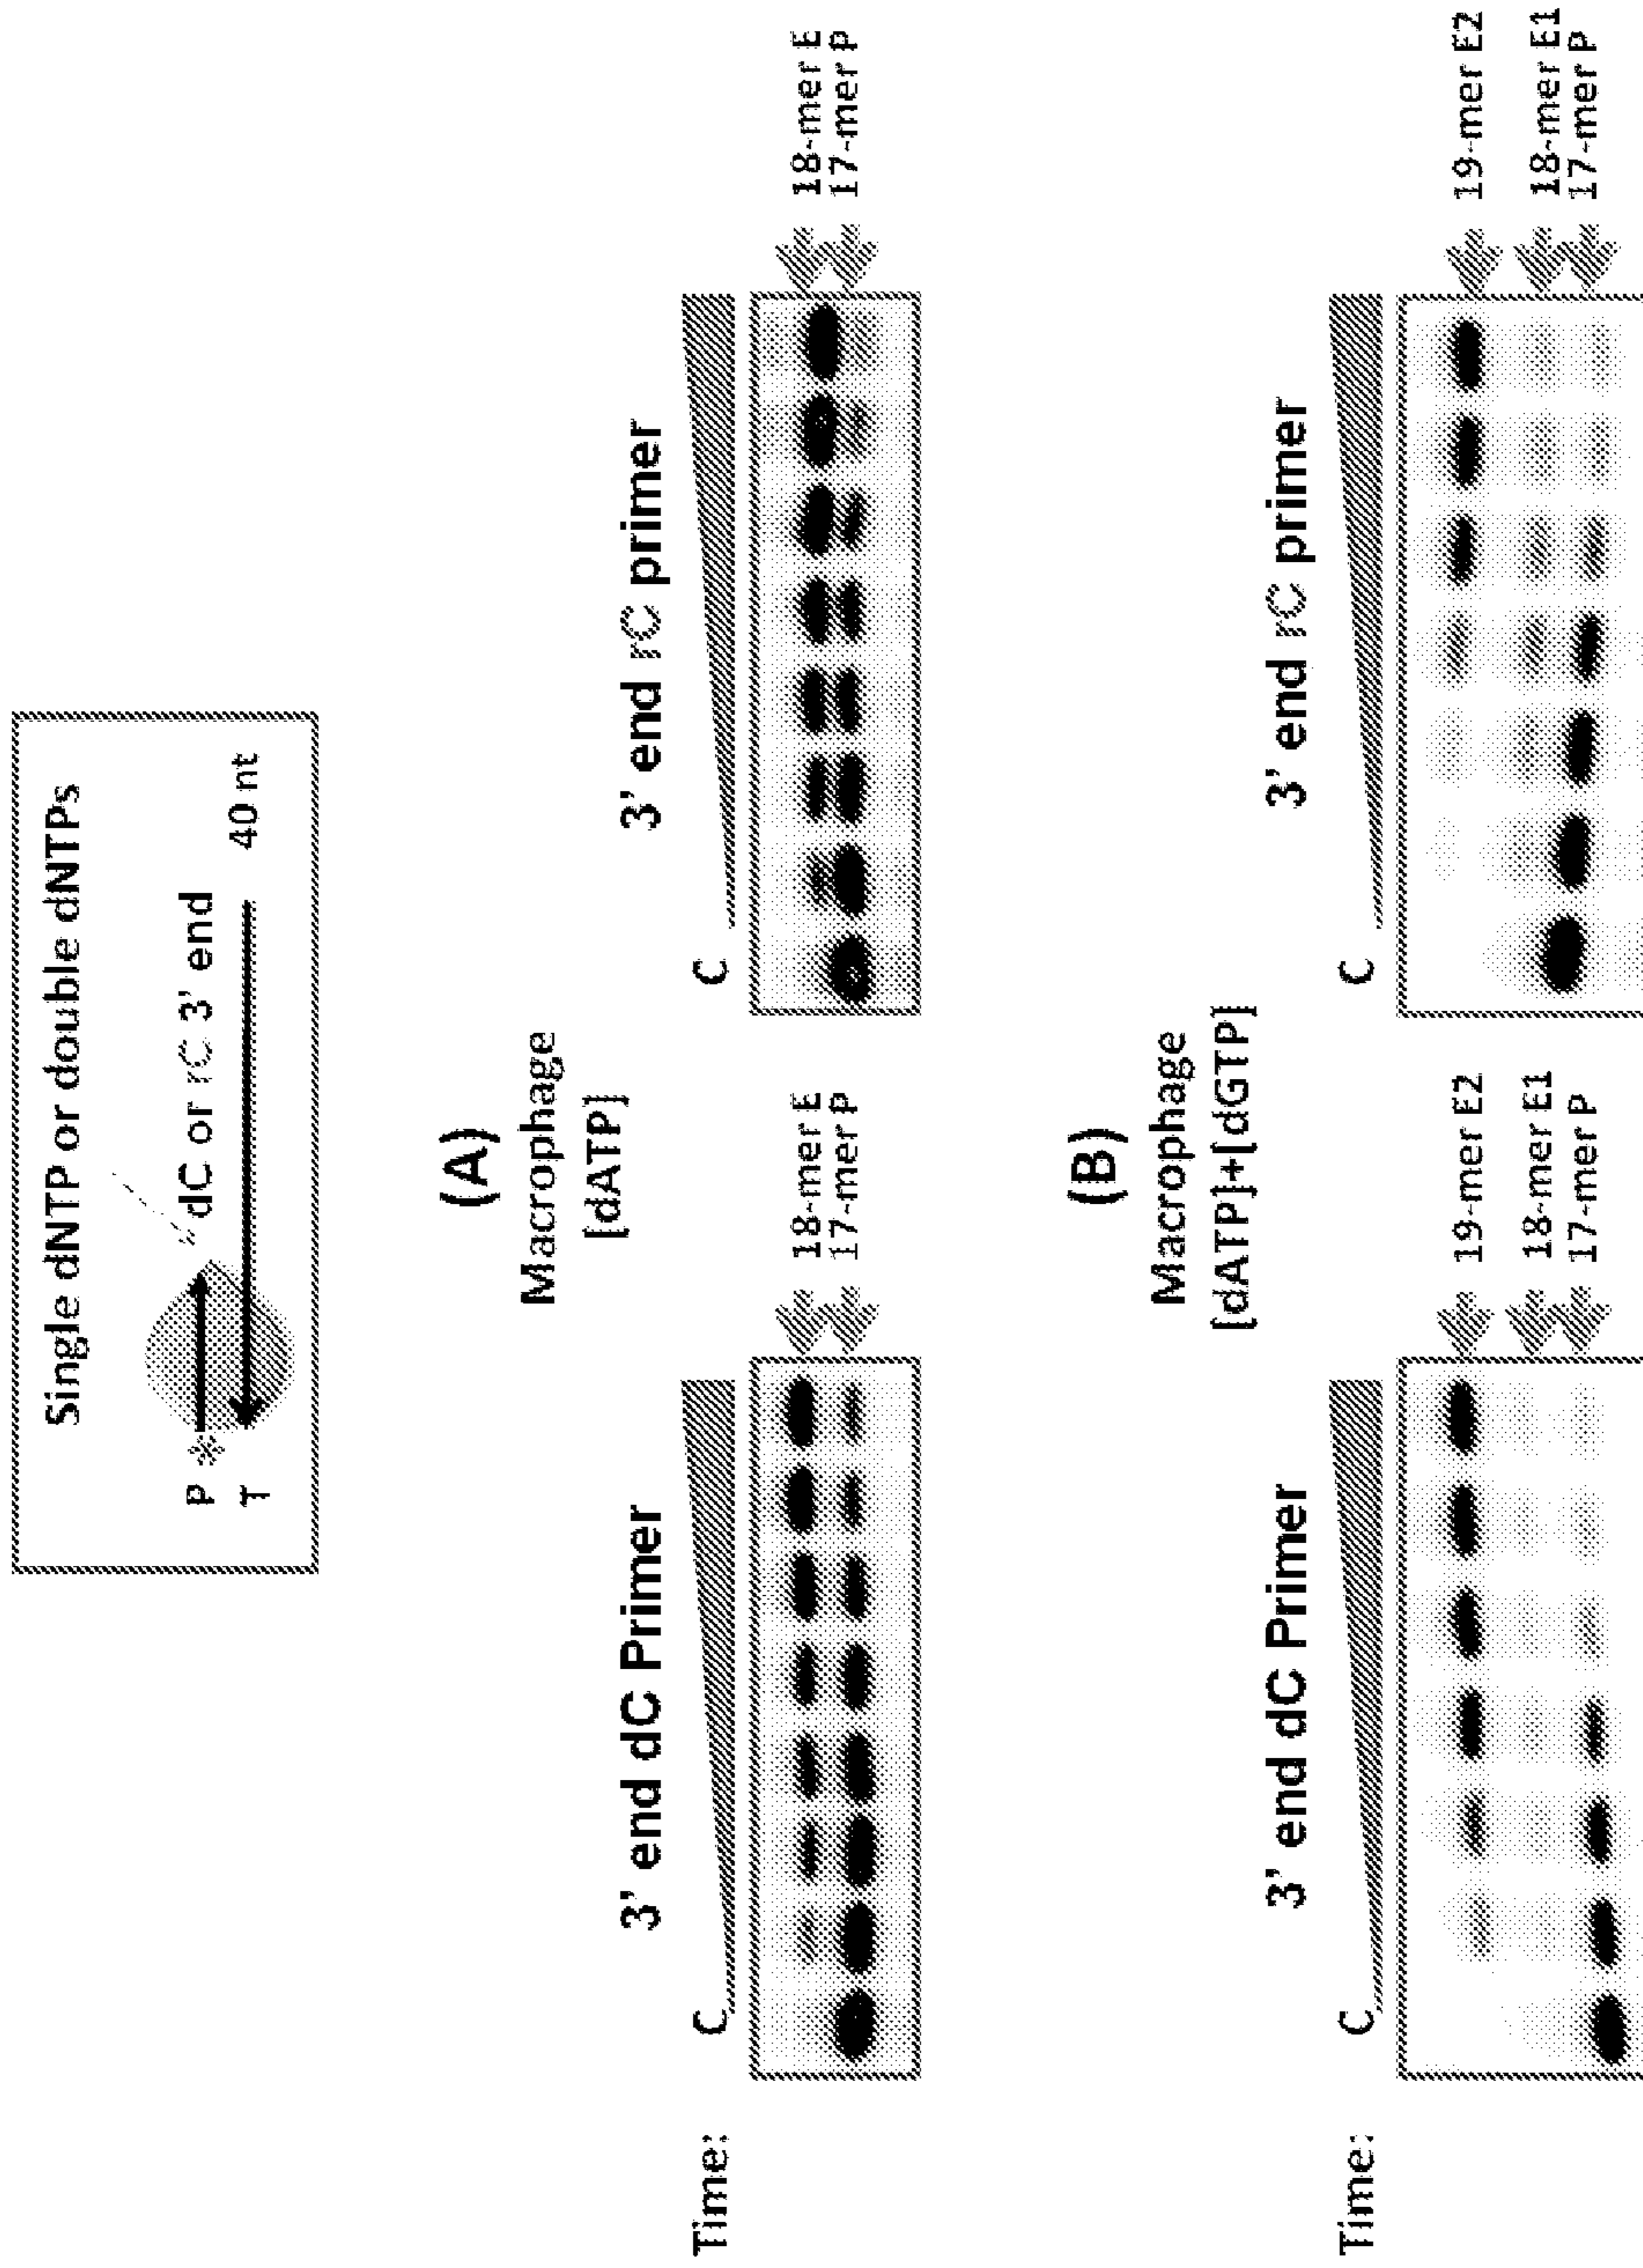 Single dNTP or double dNTPs
P * dC or rC 3' end
T 40 nt
(A)
Macrophage
[dATP]
3' end dC Primer
3' end rC primer
Time:
C
C
18-mer E
17-mer P
18-mer E
17-mer P
(B)
Macrophage
[dATP]+[dGTP]
3' end dC Primer
3' end rC primer
Time:
C
C
19-mer E2
18-mer E1
17-mer P
19-mer E2
18-mer E1
17-mer P